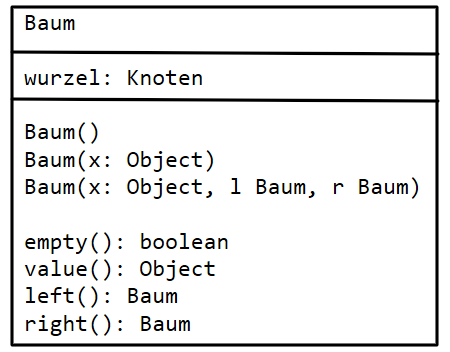 Baum
wurzel: Knoten
Baum()
Baum(x: Object)
Baum(x: Object, l Baum, r Baum)
empty(): boolean
value(): Object
left(): Baum
right(): Baum